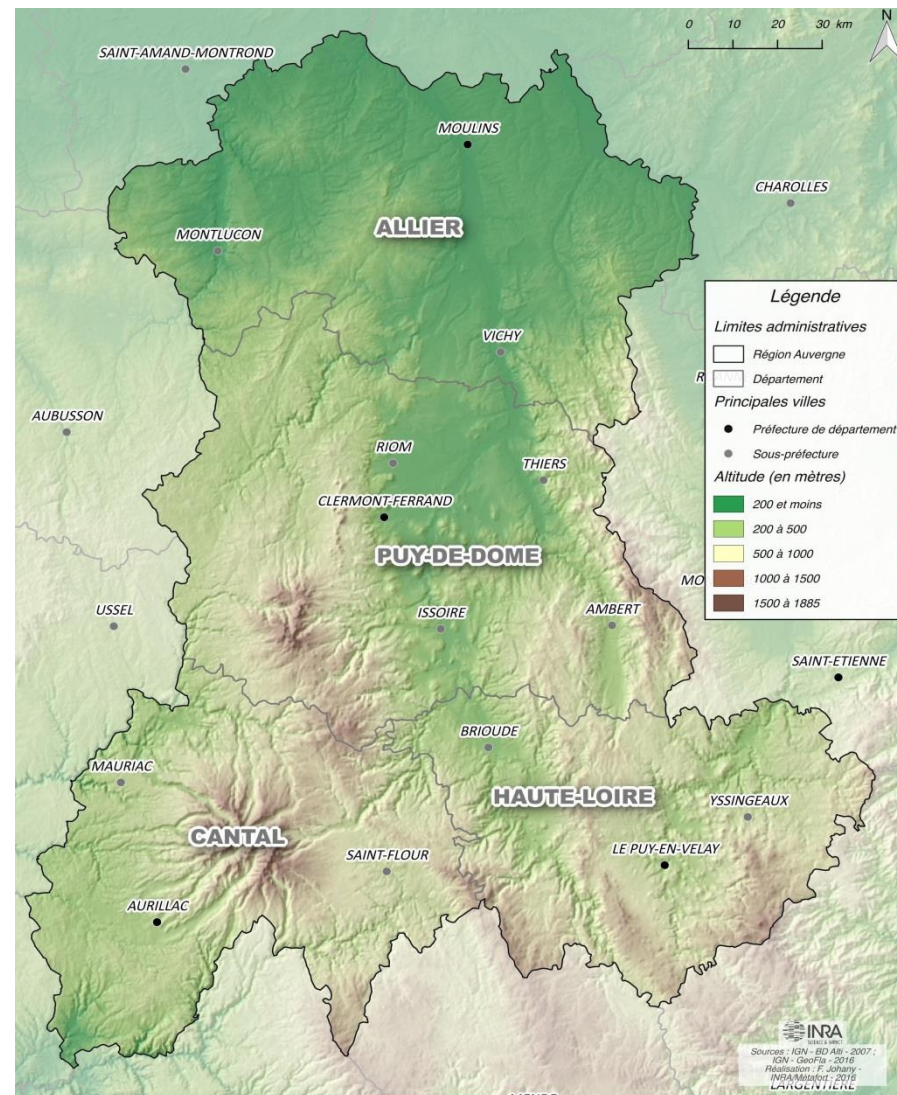 0 10 20 30 km
N
SAINT-AMAND-MONTROND
MOULINS
CHAROLLES
ALLIER
MONTLUCON
VICHY
AUBUSSON
RIOM
THIERS
CLERMONT-FERRAND
PUY-DE-DOME
USSEL
ISSOIRE
AMBERT
MO
SAINT-ETIENNE
BRIOUDE
MAURIAC
HAUTE-LOIRE
YSSINGEAUX
CANTAL
SAINT-FLOUR
LE PUY-EN-VELAY
AURILLAC
Légende
Limites administratives
Région Auvergne
Département
Principales villes
Préfecture de département
Sous-préfecture
Altitude (en mètres)
200 et moins
200 à 500
500 à 1000
1000 à 1500
1500 à 1885
INRA
SCIENCE & IMPACT
Sources : IGN - BD Alti - 2007 ;
IGN - GeoFla - 2016
Réalisation : F. Johany -
INRA/Métafort - 2016
LARGENTIERE